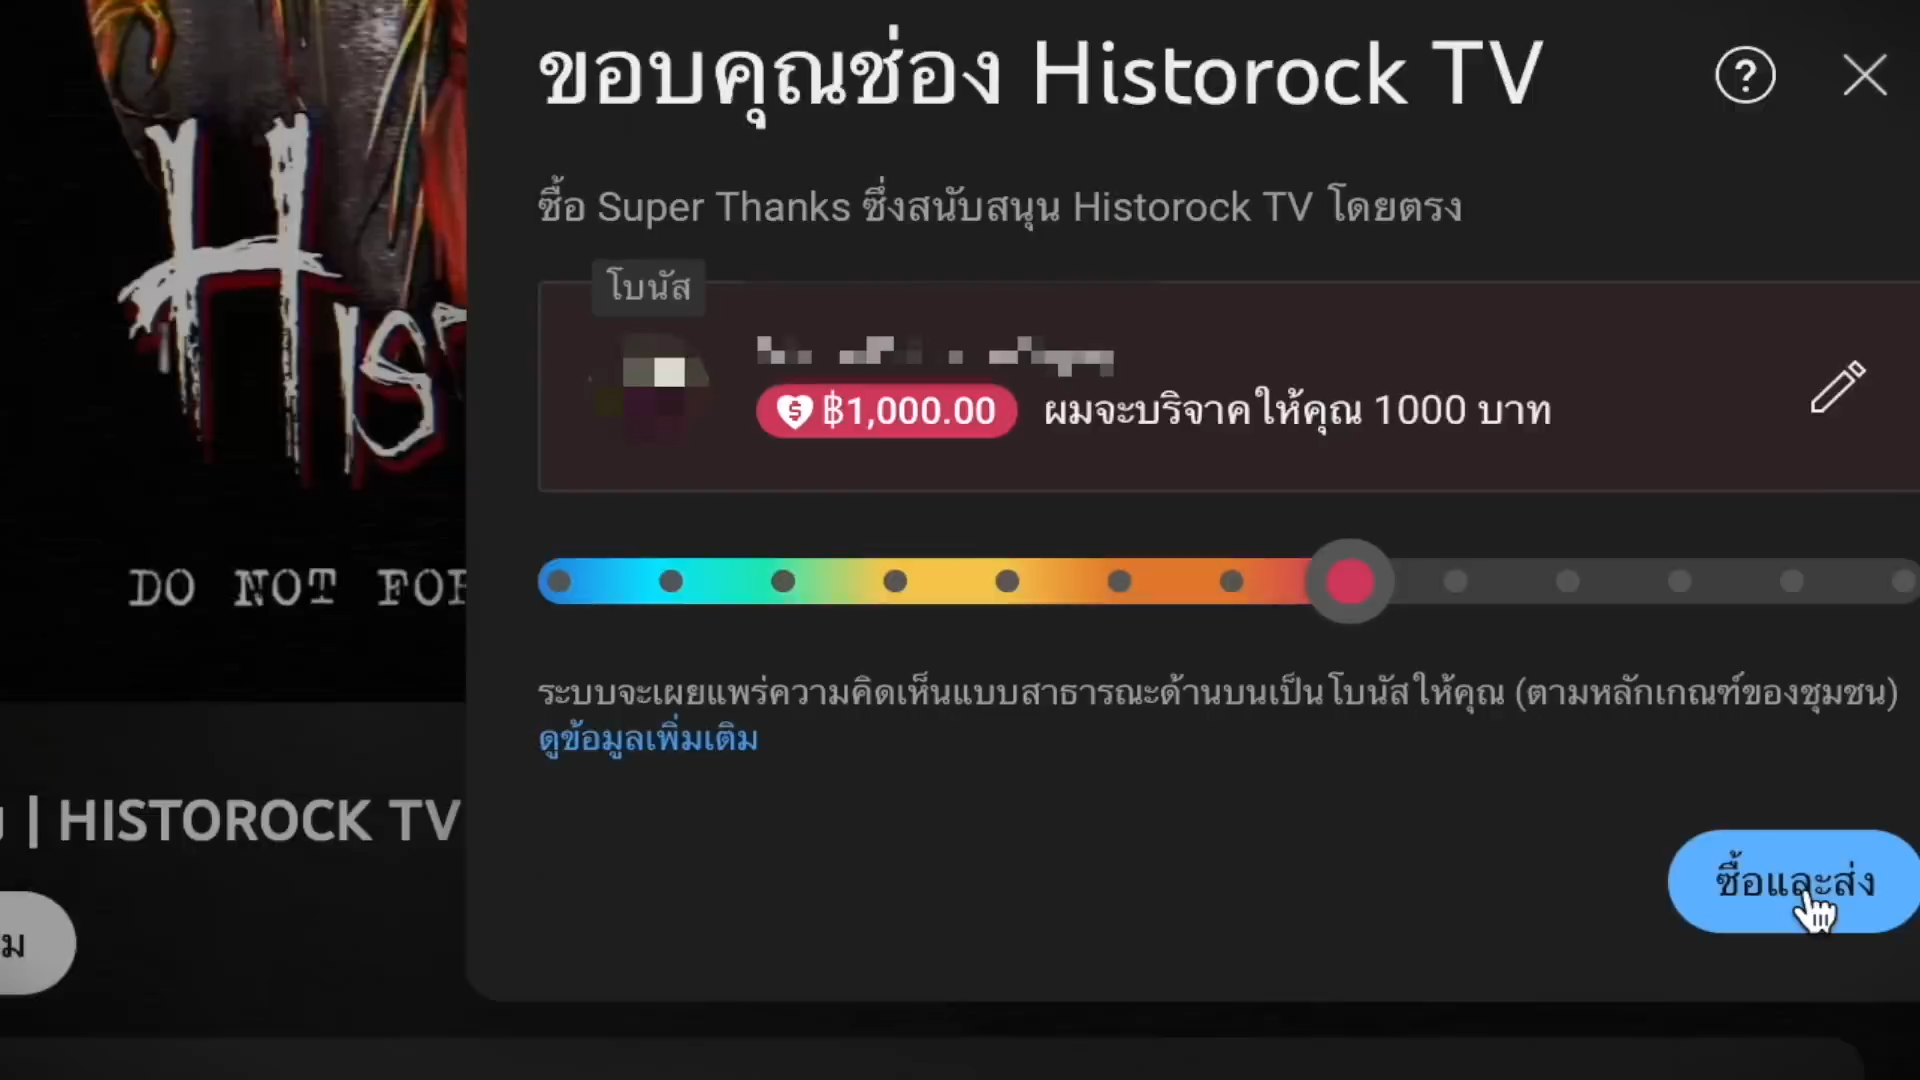 ขอบคุณช่อง Historock TV
ซื้อ Super Thanks ซึ่งสนับสนุน Historock TV โดยตรง
โบนัส
฿1,000.00 ผมจะบริจาคให้คุณ 1000 บาท
HIS
DO NOT FOR
ระบบจะเผยแพร่ความคิดเห็นแบบสาธารณะด้านบนเป็นโบนัสให้คุณ (ตามหลักเกณฑ์ของชุมชน)
ดูข้อมูลเพิ่มเติม
| HISTOROCK TV
ซื้อและส่ง
ม